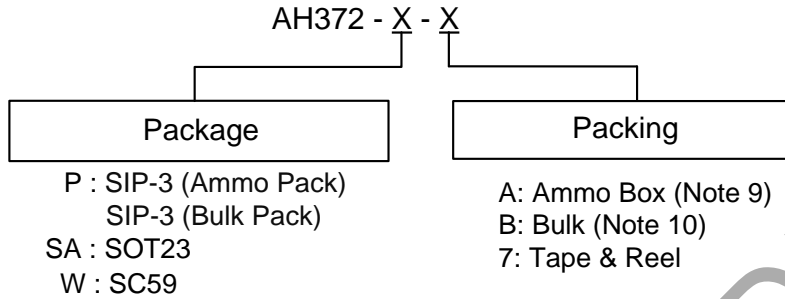 AH372 - X - X
Package
P : SIP-3 (Ammo Pack)
SIP-3 (Bulk Pack)
SA : SOT23
W : SC59
Packing
A: Ammo Box (Note 9)
B: Bulk (Note 10)
7: Tape & Reel